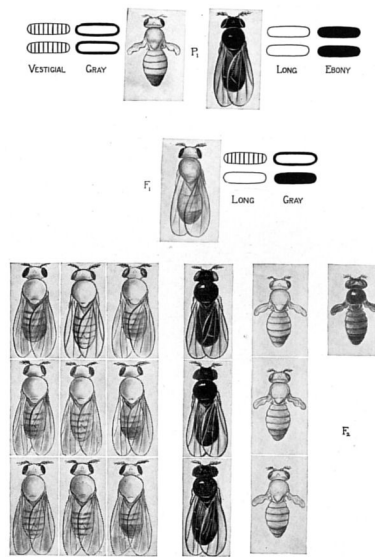 P₁
VESTIGIAL GRAY
LONG EBONY
F₁
LONG GRAY
F₂